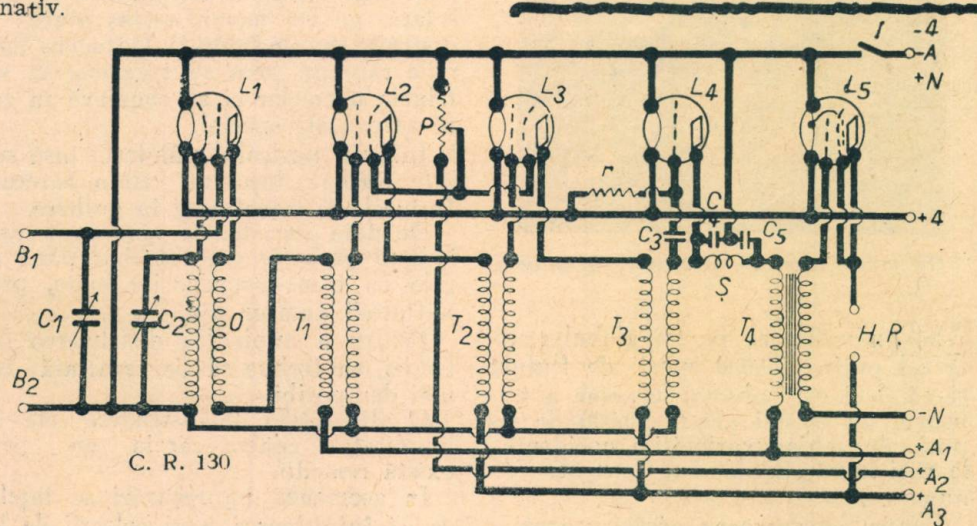 nativ.
I
-4
-A
+N
L1
L2
L3
L4
L5
P
r
+4
B1
C
4
C3
C5
S
C1
C2
O
T1
T2
T3
T4
H.P.
B2
-N
C. R. 130
+A1
+A2
+
A3